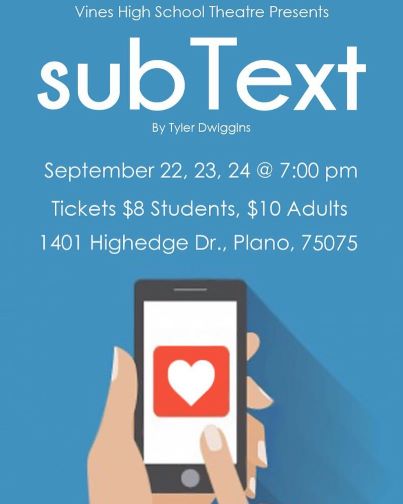 Vines High School Theatre Presents
subText
By Tyler Dwiggins
September 22, 23, 24 @ 7:00 pm
Tickets $8 Students, $10 Adults
1401 Highedge Dr., Plano, 75075